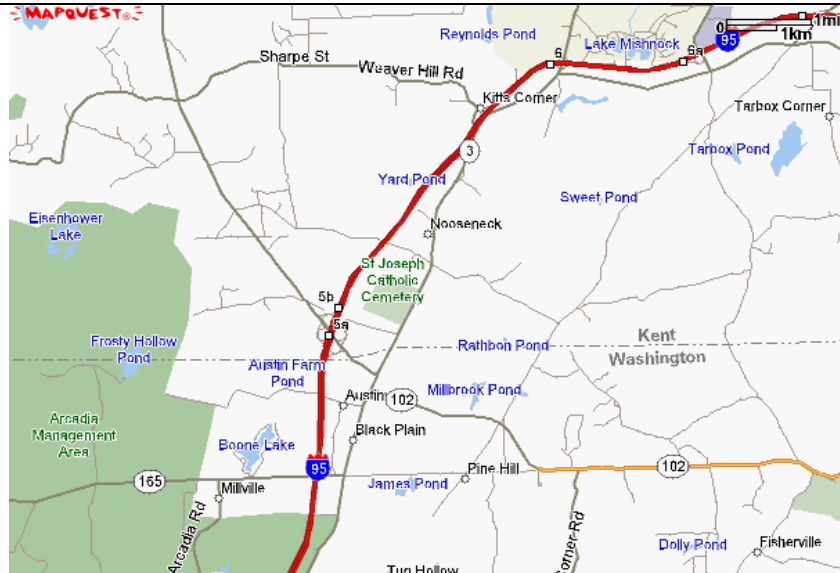 MAPQUEST
Reynolds Pond
Sharpe St
Weaver Hill Rd
6
Lake Mishnock
6a
95
0
1mi
1km
Kitts Corner
Tarbox Corner
3
Tarbox Pond
Yard Pond
Sweet Pond
Eisenhower
Lake
Nooseneck
St Joseph
Catholic
Cemetery
5b
5a
Frosty Hollow
Pond
Rathbon Pond
Kent
Washington
Austin Farm
Pond
Austin
102
Millbrook Pond
Arcadia
Management
Area
Black Plain
Boone Lake
95
Pine Hill
102
165
Millville
James Pond
Arcadia Rd
Corner Rd
Dolly Pond
Fisherville
Tug Hollow